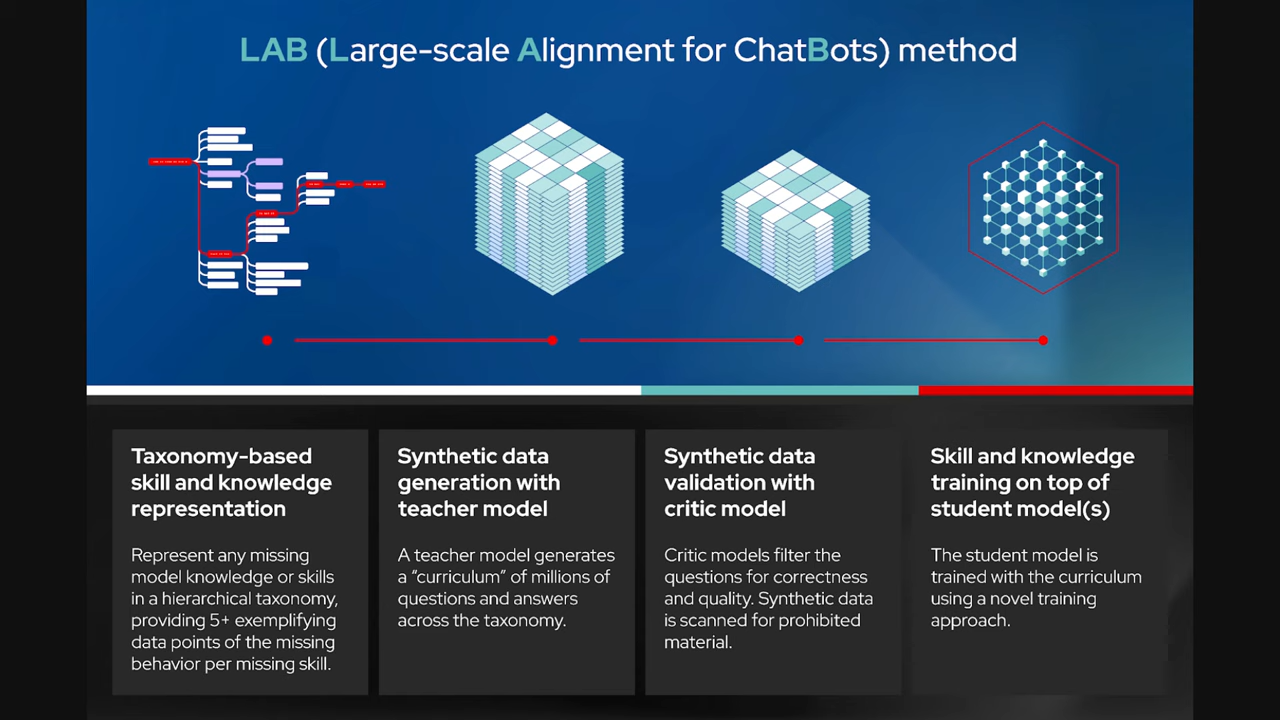 LAB (Large-scale Alignment for ChatBots) method
Taxonomy-based
skill and knowledge
representation
Represent any missing
model knowledge or skills
in a hierarchical taxonomy,
providing 5+ exemplifying
data points of the missing
behavior per missing skill.
Synthetic data
generation with
teacher model
A teacher model generates
a "curriculum" of millions of
questions and answers
across the taxonomy.
Synthetic data
validation with
critic model
Critic models filter the
questions for correctness
and quality. Synthetic data
is scanned for prohibited
material.
Skill and knowledge
training on top of
student model(s)
The student model is
trained with the curriculum
using a novel training
approach.